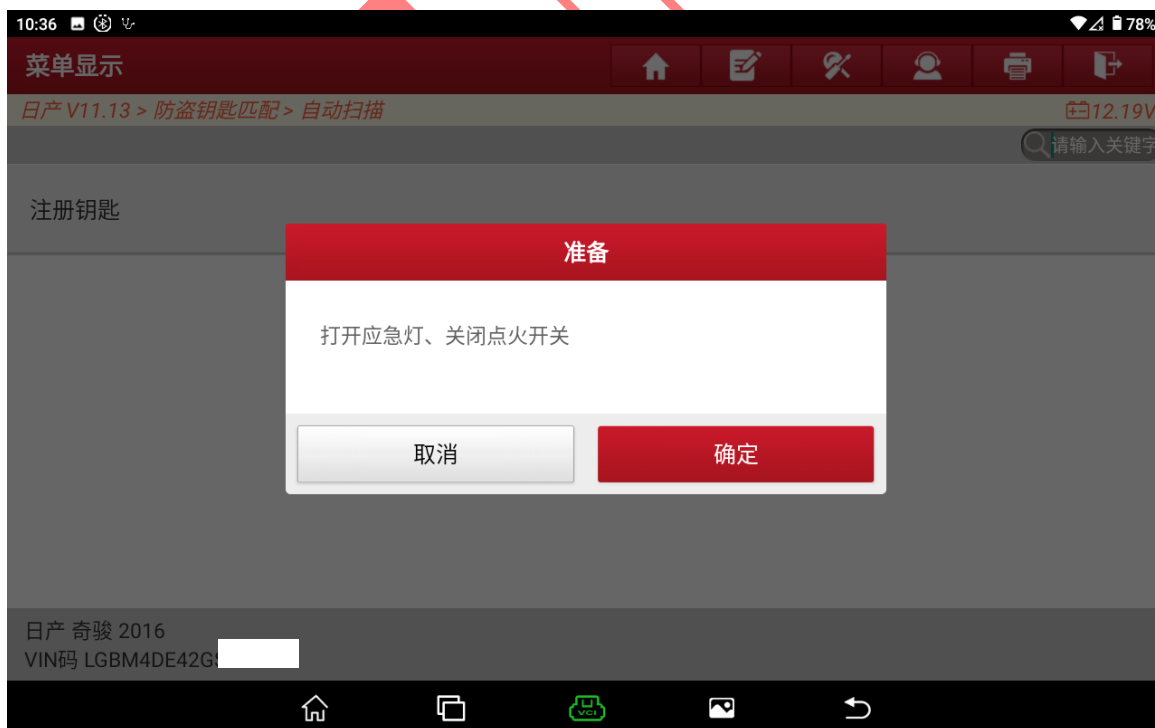 10:36
78%
菜单显示
日产 V11.13 > 防盗钥匙匹配 > 自动扫描
12.19V
请输入关键字
注册钥匙
准备
打开应急灯、关闭点火开关
取消
确定
日产 奇骏 2016
VIN码 LGBM4DE42G
VCI